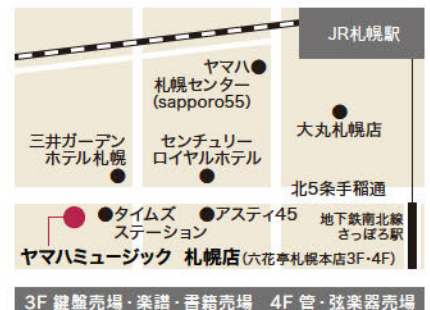 JR札幌駅
ヤマハ
札幌センター
(sapporo55)
大丸札幌店
三井ガーデン
ホテル札幌
センチュリー
ロイヤルホテル
北5条手稲通
タイムズ
ステーション
アスティ45
地下鉄南北線
さっぽろ駅
ヤマハミュージック 札幌店(六花亭札幌本店3F・4F)
3F 鍵盤売場・楽譜・書籍売場 4F 管・弦楽器売場